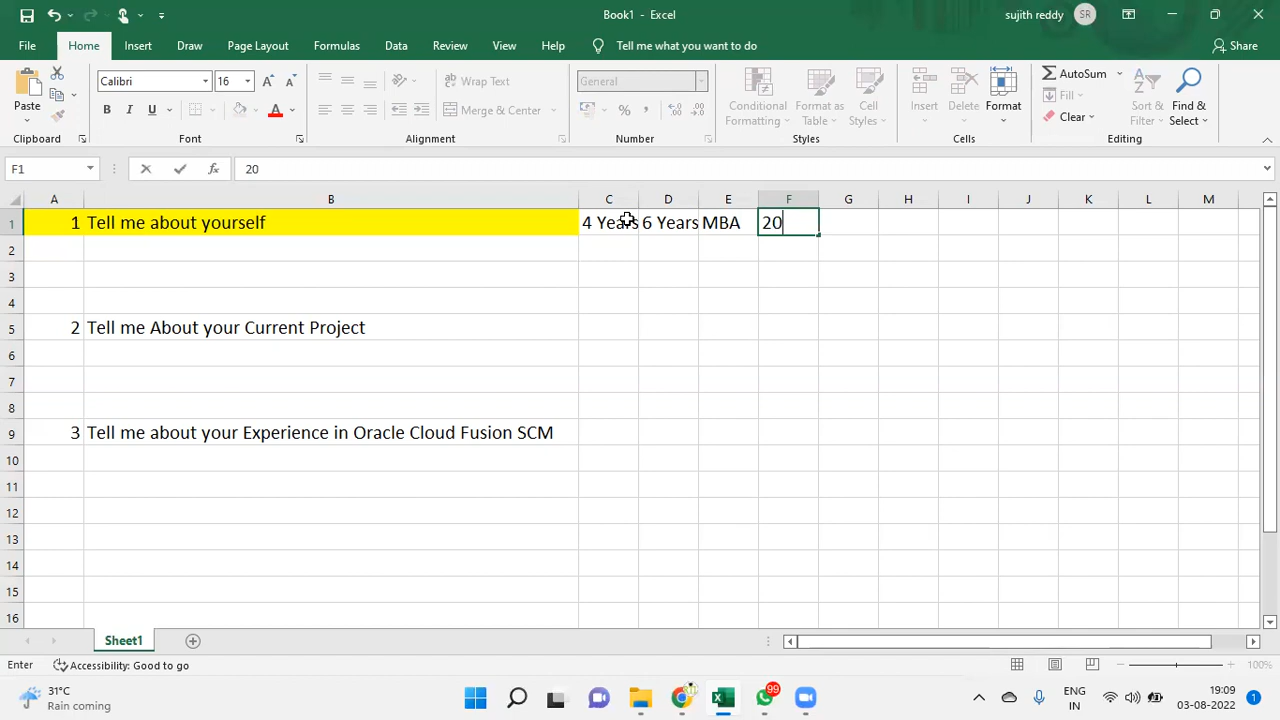 Book1 - Excel
sujith reddy
SR
File
Home
Insert
Draw
Page Layout
Formulas
Data
Review
View
Help
Tell me what you want to do
Share
Paste
Calibri
16
A
A
B
I
U
A
ab
Wrap Text
Merge & Center
General
%
Conditional
Formatting
Format as
Table
Cell
Styles
Insert
Delete
Format
AutoSum
Fill
Clear
Sort &
Filter
Find &
Select
Clipboard
Font
Alignment
Number
Styles
Cells
Editing
F1
fx
20
A B C D E F G H I J K L M
1 1 Tell me about yourself 4 Years 6 Years MBA 20
2
3
4
5 2 Tell me About your Current Project
6
7
8
9 3 Tell me about your Experience in Oracle Cloud Fusion SCM
10
11
12
13
14
15
16
Sheet1
Enter
Accessibility: Good to go
100%
31°C
Rain coming
99
ENG
IN
19:09
03-08-2022
1